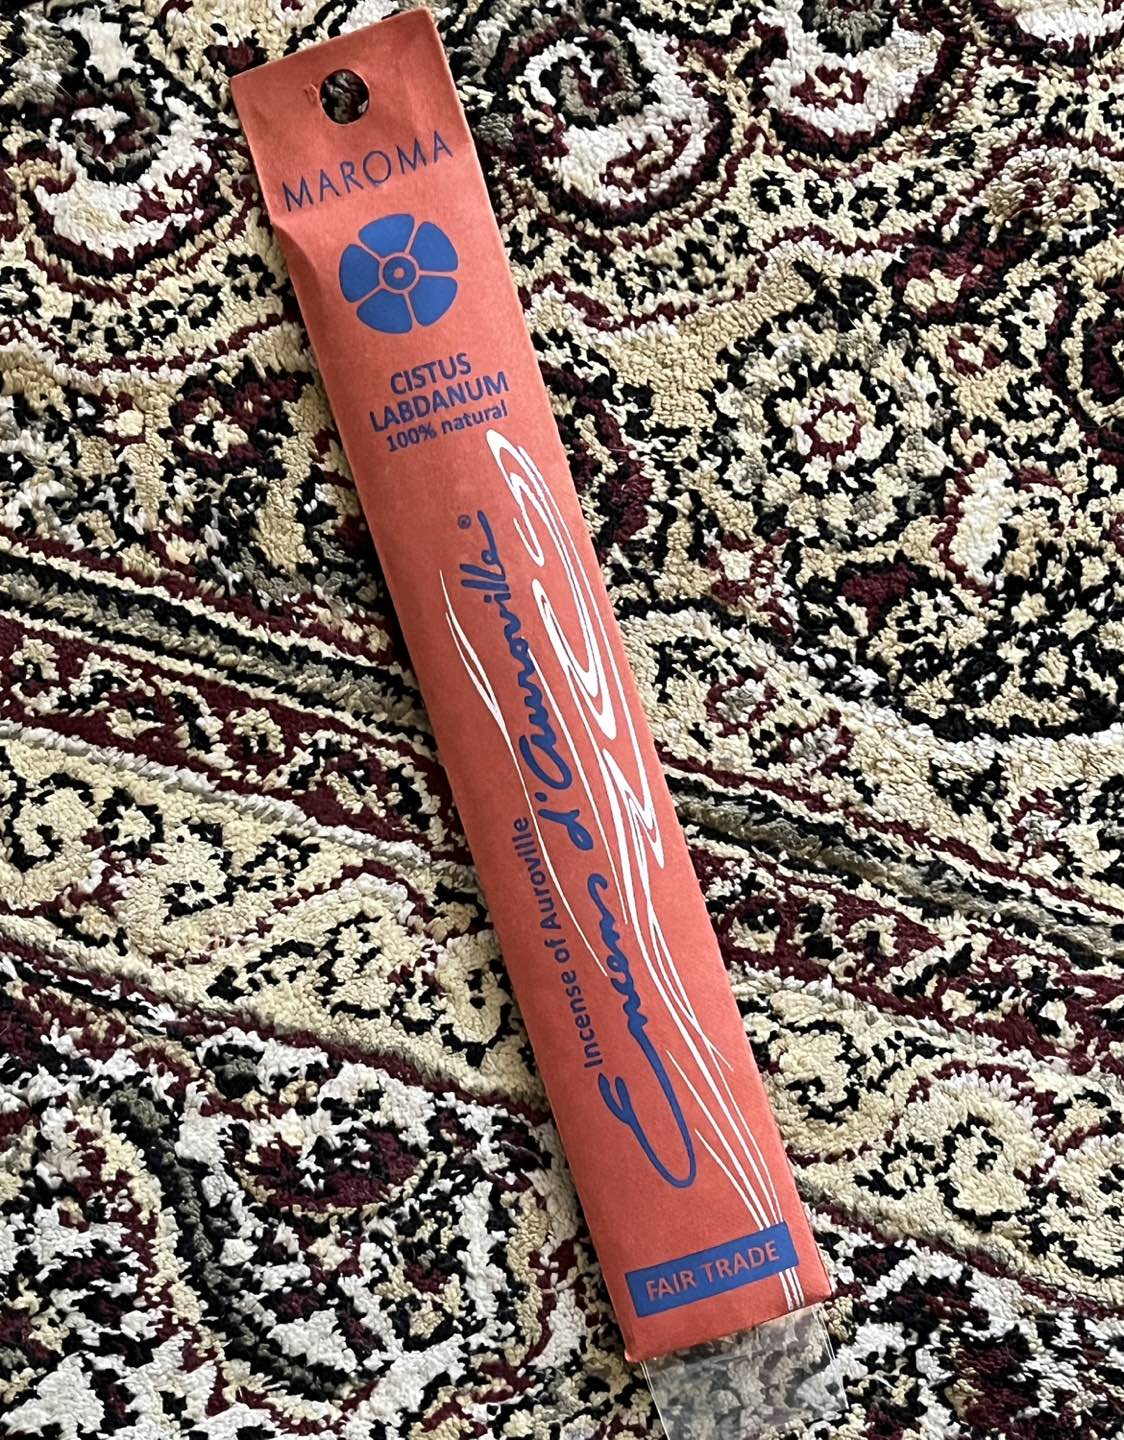 MAROMA
CISTUS
LABDANUM
100% natural
Encens d'Auroville®
Incense of Auroville
FAIR TRADE